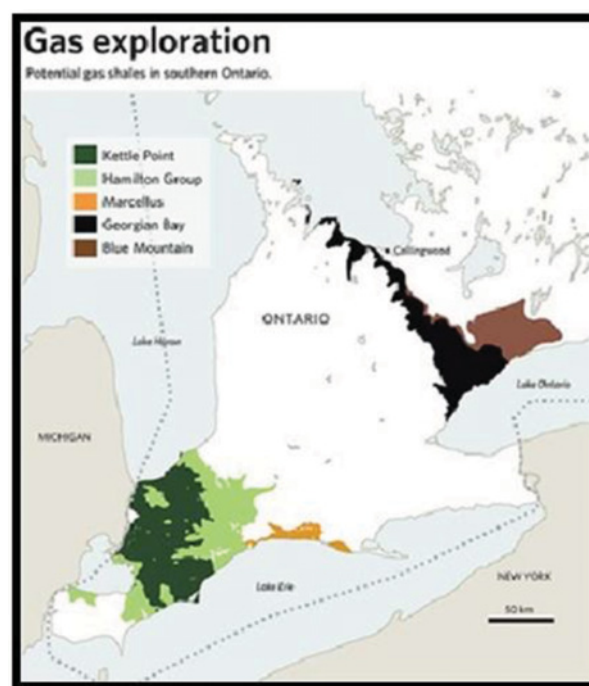 Gas exploration
Potential gas shales in southern Ontario.
Kettle Point
Hamilton Group
Marcellus
Georgian Bay
Blue Mountain
Collingwood
ONTARIO
Lake Huron
Lake Ontario
MICHIGAN
Lake Erie
NEW YORK
50 km